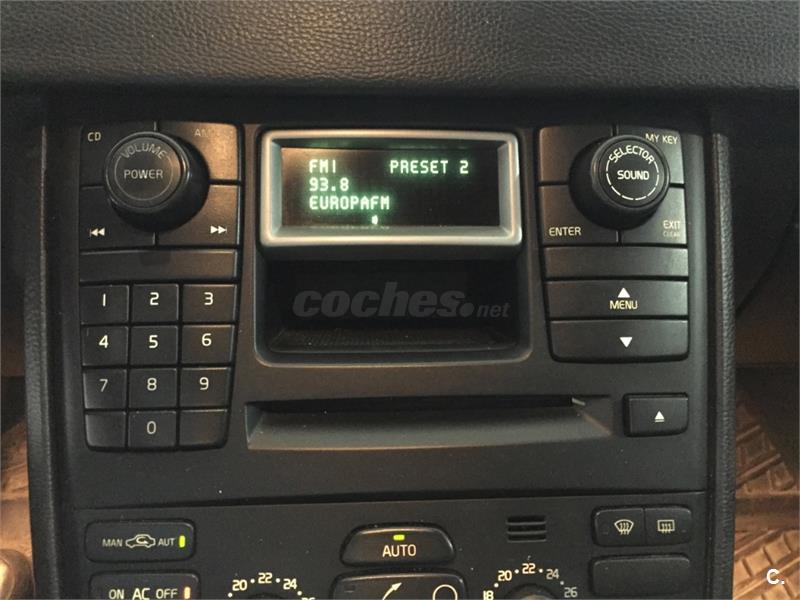 CD
AM
VOLUME
POWER
FM1 PRESET 2
93.8
EUROPAFM
MY KEY
SELECTOR
SOUND
ENTER
EXIT
CLEAR
MENU
coches.net
1 2 3
4 5 6
7 8 9
0
MAN AUT
AUTO
ON AC OFF
20 22 24
18 20 22 24 26
C.